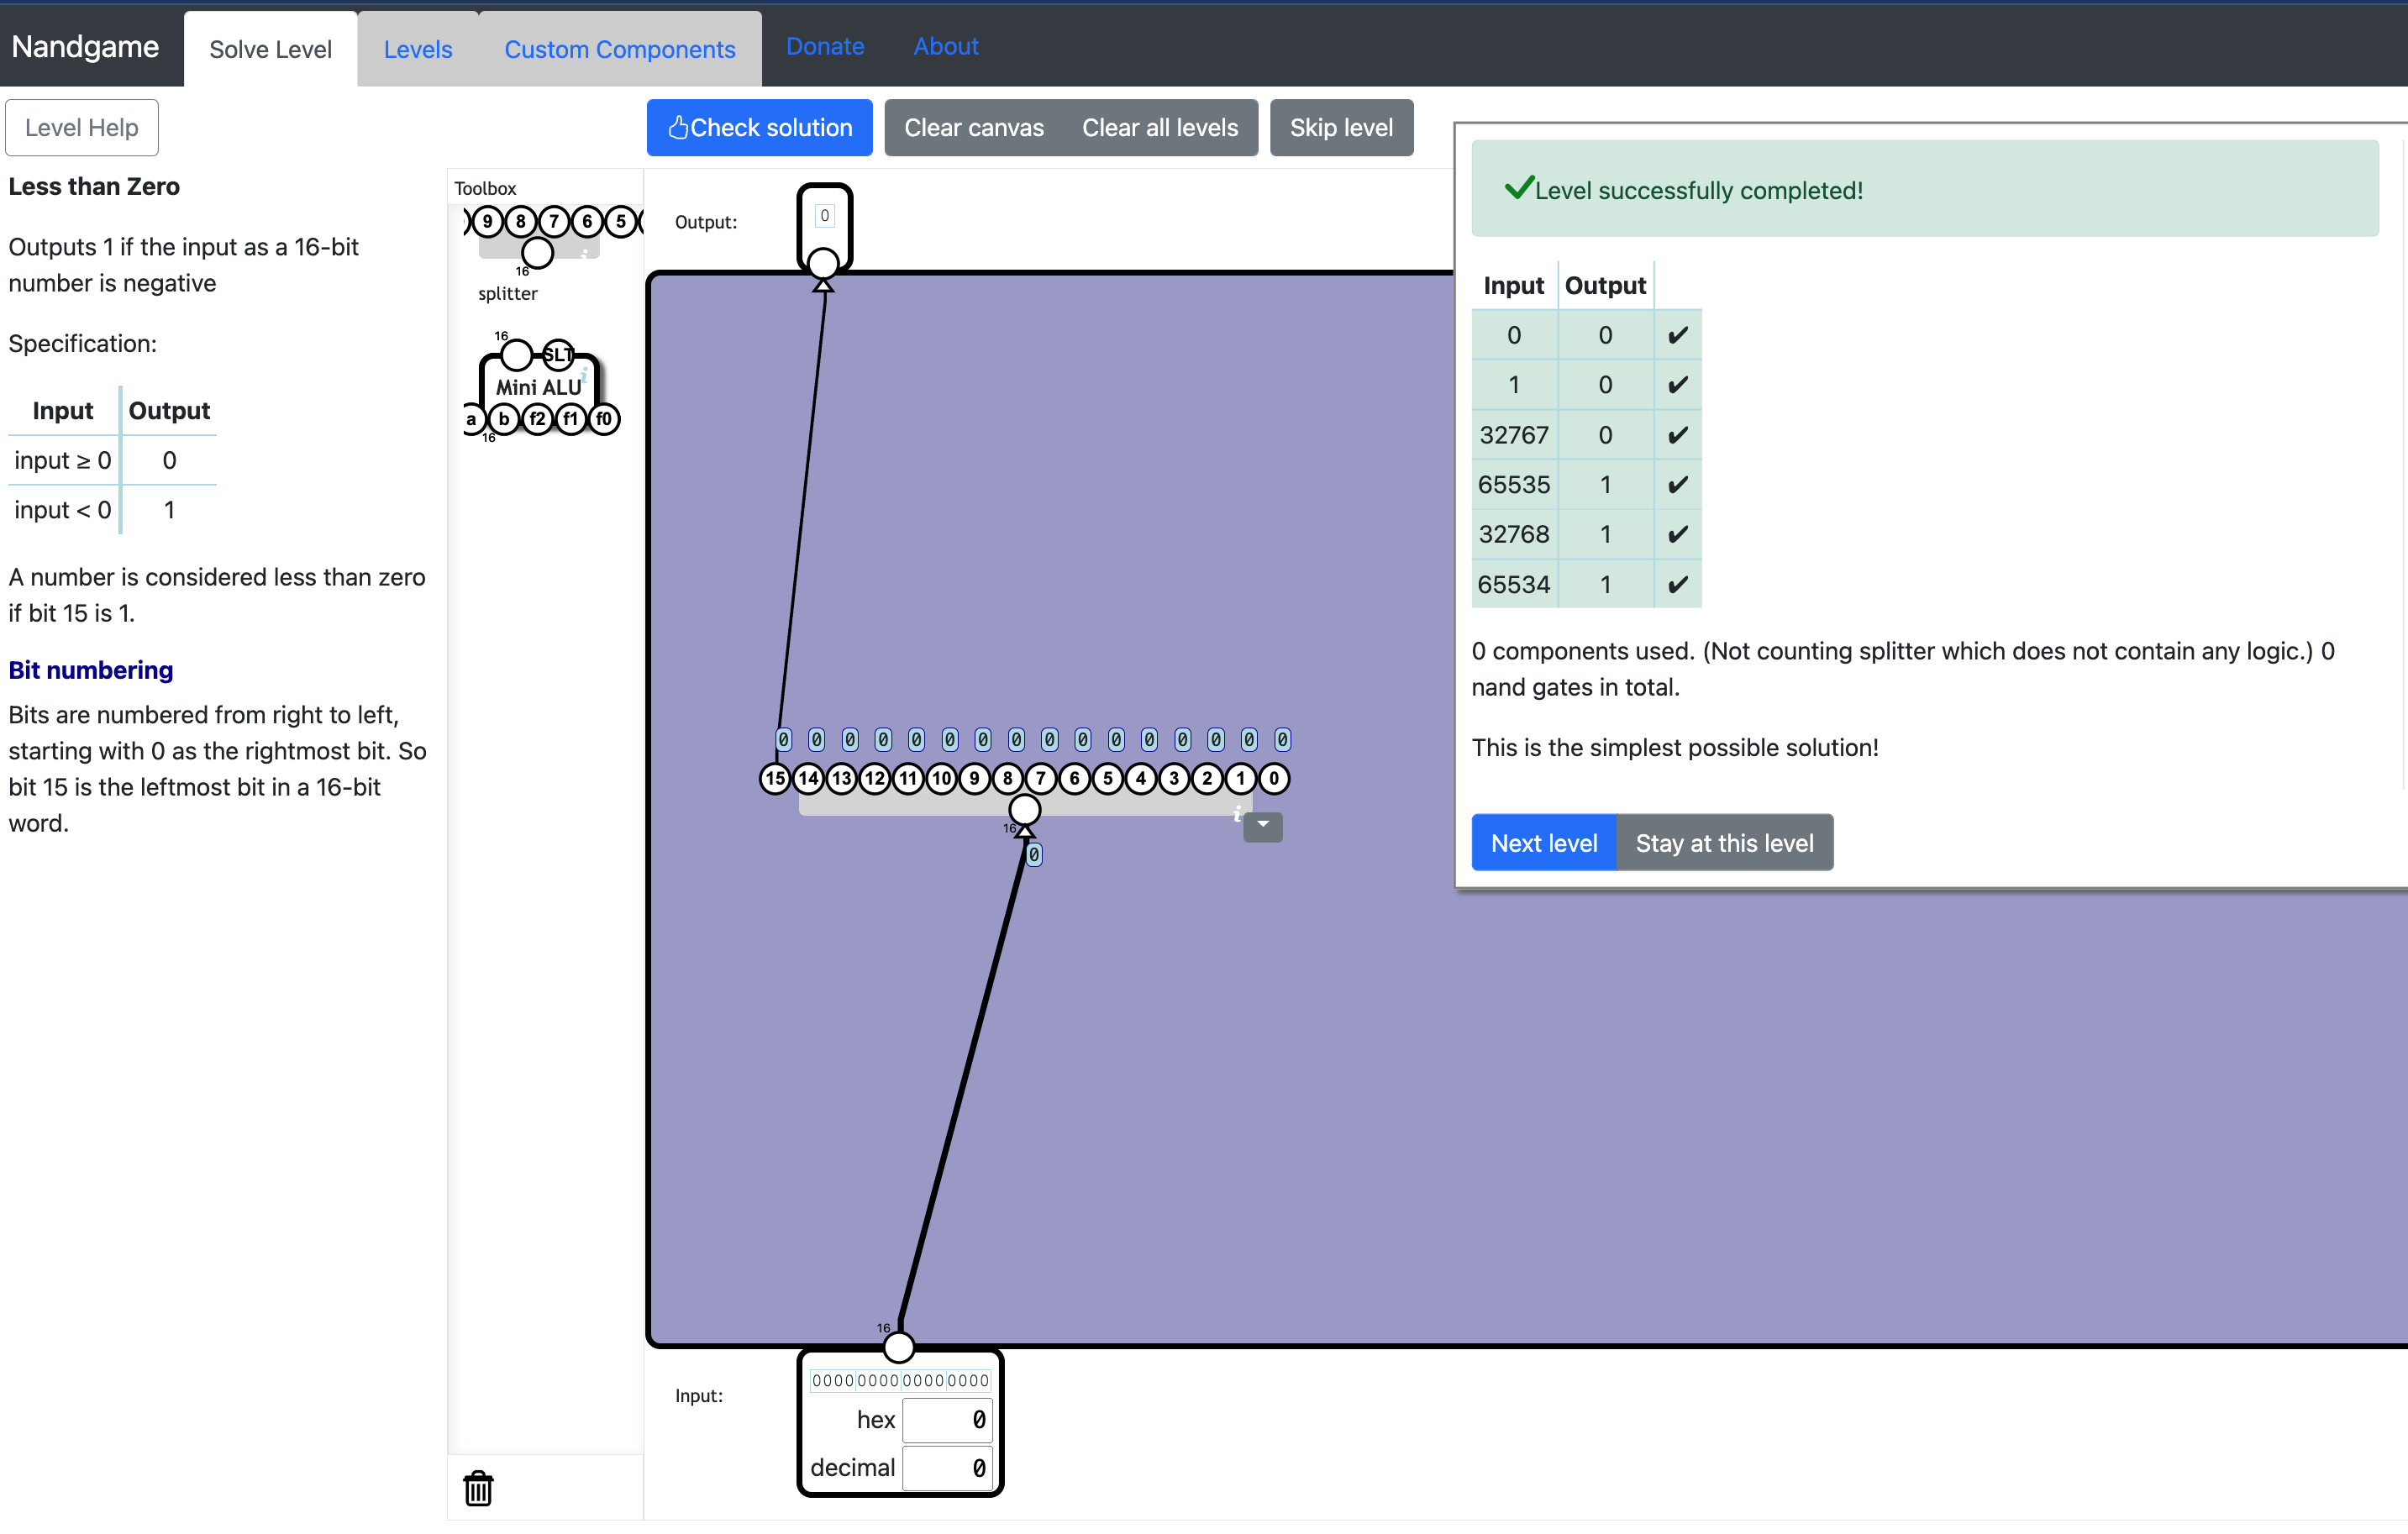 Nandgame Solve Level Levels Custom Components Donate About
Level Help
Check solution Clear canvas Clear all levels Skip level
Less than Zero
Outputs 1 if the input as a 16-bit
number is negative
Specification:
Input Output
input ≥ 0 0
input < 0 1
A number is considered less than zero
if bit 15 is 1.
Bit numbering
Bits are numbered from right to left,
starting with 0 as the rightmost bit. So
bit 15 is the leftmost bit in a 16-bit
word.
Toolbox
9 8 7 6 5
i
16
splitter
16
SLT
i
Mini ALU
a b f2 f1 f0
16
Output:
0
0 0 0 0 0 0 0 0 0 0 0 0 0 0 0 0
15 14 13 12 11 10 9 8 7 6 5 4 3 2 1 0
i
16
0
16
Input:
0000 0000 0000 0000
hex 0
decimal 0
Level successfully completed!
Input Output
0 0 ✔
1 0 ✔
32767 0 ✔
65535 1 ✔
32768 1 ✔
65534 1 ✔
0 components used. (Not counting splitter which does not contain any logic.) 0
nand gates in total.
This is the simplest possible solution!
Next level Stay at this level